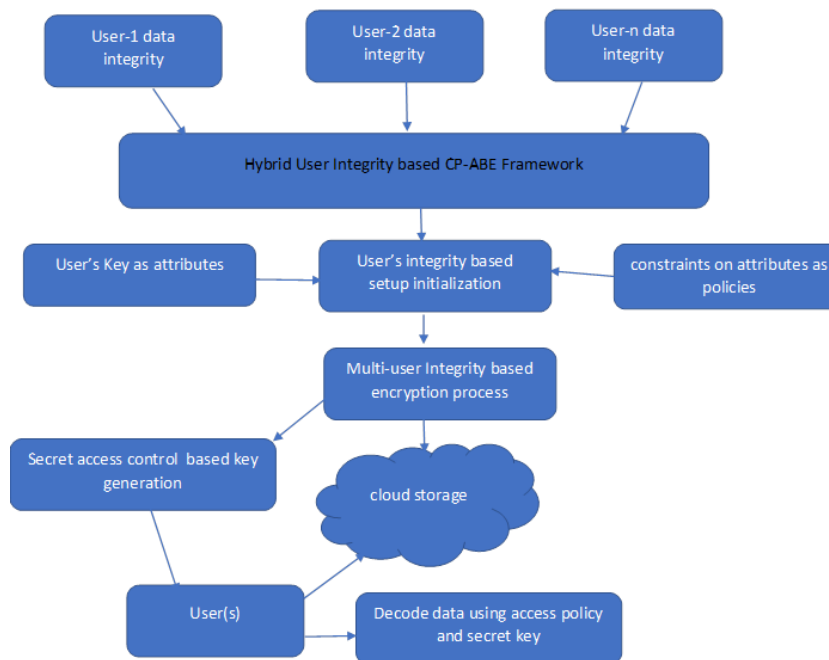 User-1 data
integrity
User-2 data
integrity
User-n data
integrity
Hybrid User Integrity based CP-ABE Framework
User's Key as attributes
User's integrity based
setup initialization
constraints on attributes as
policies
Multi-user Integrity based
encryption process
Secret access control based key
generation
cloud storage
User(s)
Decode data using access policy
and secret key